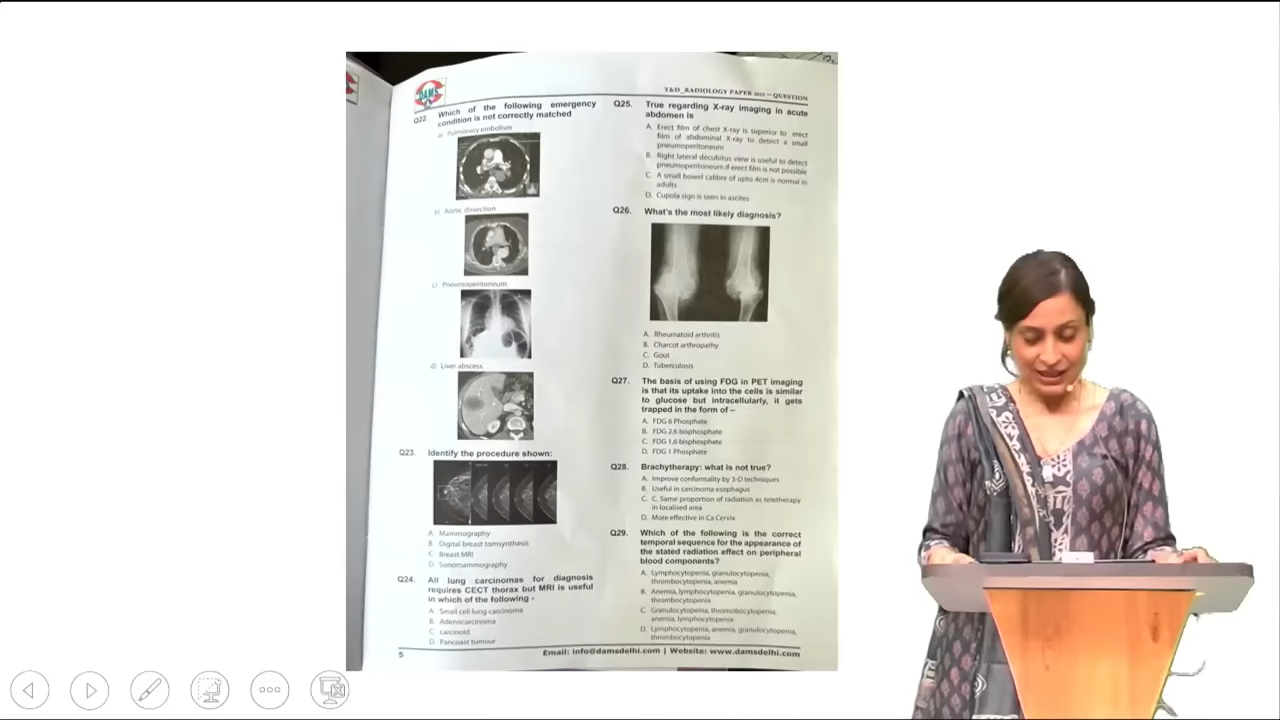 DAMS
T&D_RADIOLOGY PAPER 2021 – QUESTION
Q22. Which of the following emergency
condition is not correctly matched
a) Pulmonary embolism
b) Aortic dissection
c) Pneumoperitoneum
d) Liver abscess
Q23. Identify the procedure shown:
A. Mammography
B. Digital breast tomsynthesis
C. Breast MRI
D. Sonomammography
Q24. All lung carcinomas for diagnosis
requires CECT thorax but MRI is useful
in which of the following -
A. Small cell lung carcinoma
B. Adenocarcinoma
C. carcinoid
D. Pancoast tumour
Q25. True regarding X-ray imaging in acute
abdomen is
A. Erect film of chest X-ray is superior to erect
film of abdominal X-ray to detect a small
pneumoperitoneum
B. Right lateral decubitus view is useful to detect
pneumoperitoneum if erect film is not possible
C. A small bowel calibre of upto 4cm is normal in
adults
D. Cupola sign is seen in ascites
Q26. What's the most likely diagnosis?
A. Rheumatoid arthritis
B. Charcot arthropathy
C. Gout
D. Tuberculosis
Q27. The basis of using FDG in PET imaging
is that its uptake into the cells is similar
to glucose but intracellularly, it gets
trapped in the form of –
A. FDG 6 Phosphate
B. FDG 2,6 bisphosphate
C. FDG 1,6 bisphosphate
D. FDG 1 Phosphate
Q28. Brachytherapy: what is not true?
A. Improve conformality by 3-D techniques
B. Useful in carcinoma esophagus
C. C. Same proportion of radiation as teletherapy
in localised area
D. More effective in Ca Cervix
Q29. Which of the following is the correct
temporal sequence for the appearance of
the stated radiation effect on peripheral
blood components?
A. Lymphocytopenia, granulocytopenia,
thrombocytopenia, anemia
B. Anemia, lymphocytopenia, granulocytopenia,
thrombocytopenia
C. Granulocytopenia, thromobocytopenia,
anemia, lymphocytopenia
D. Lymphocytopenia, anemia, granulocytopenia,
thrombocytopenia
5
Email: info@damsdelhi.com | Website: www.damsdelhi.com